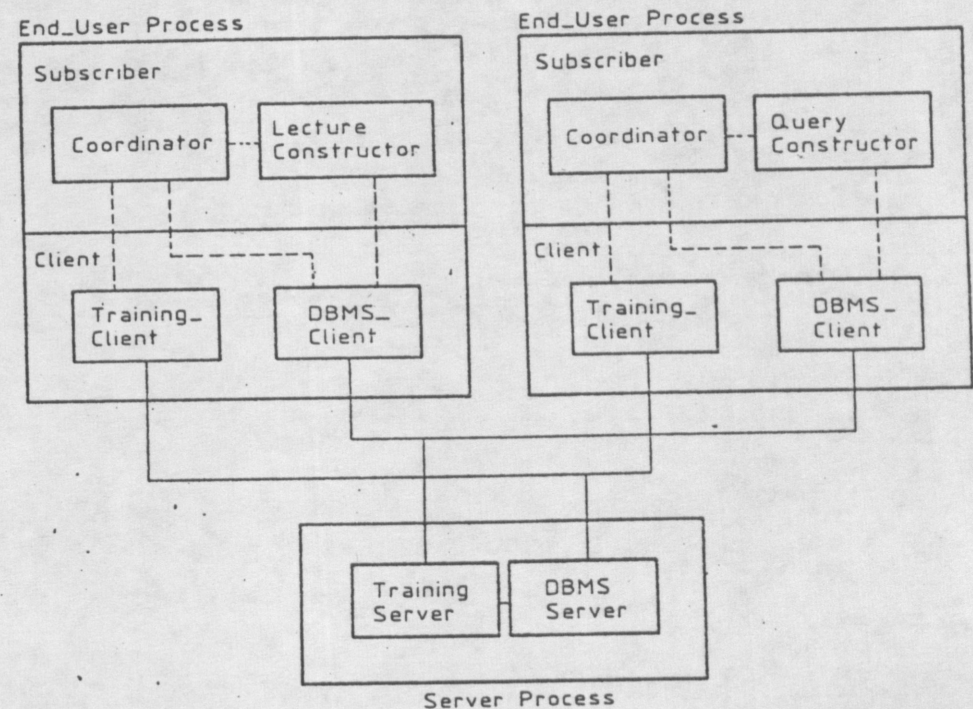 End_User Process
End_User Process
Subscriber
Subscriber
Coordinator
Lecture
Constructor
Coordinator
Query
Constructor
Client
Client
Training_
Client
DBMS_
Client
Training_
Client
DBMS_
Client
Training
Server
DBMS
Server
Server Process